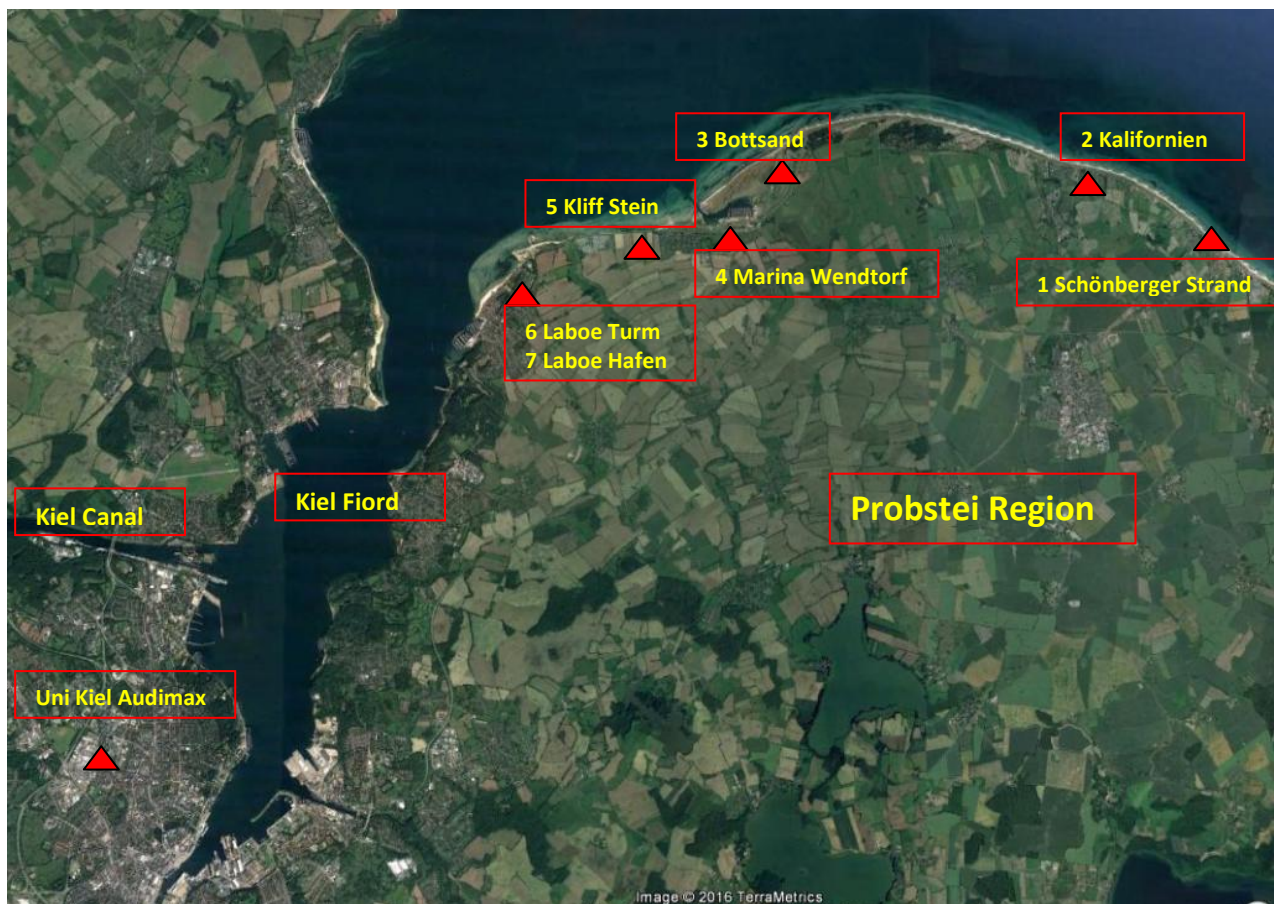 3 Bottsand
2 Kalifornien
5 Kliff Stein
4 Marina Wendtorf
1 Schönberger Strand
6 Laboe Turm
7 Laboe Hafen
Kiel Canal
Kiel Fiord
Probstei Region
Uni Kiel Audimax
Image © 2016 TerraMetrics